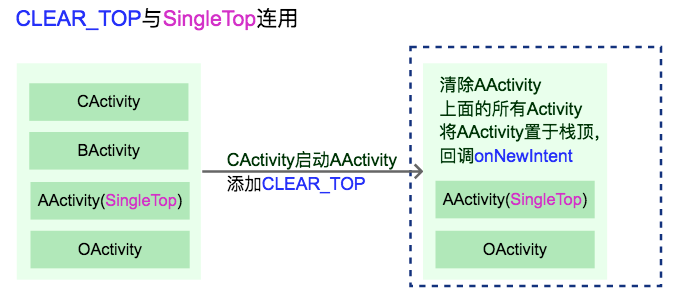 CLEAR_TOP与SingleTop连用
CActivity
BActivity
AActivity(SingleTop)
OActivity
CActivity启动AActivity
添加CLEAR_TOP
清除AActivity
上面的所有Activity
将AActivity置于栈顶，
回调onNewIntent
AActivity(SingleTop)
OActivity